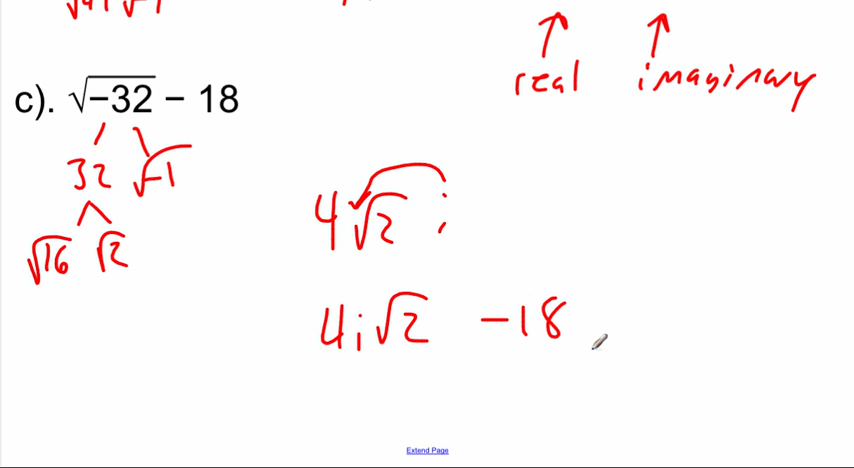 real imaginary
c). √−32 − 18
32 √-1
√16 √2
4√2 i
4i√2 -18
Extend Page